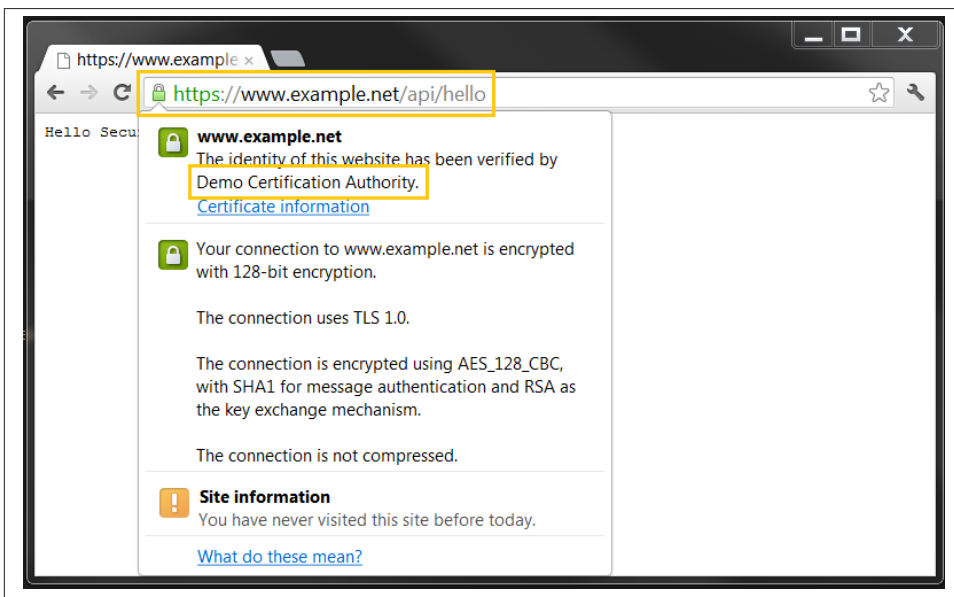 https://www.example ×
https://www.example.net/api/hello
Hello Secu
www.example.net
The identity of this website has been verified by
Demo Certification Authority.
Certificate information
Your connection to www.example.net is encrypted
with 128-bit encryption.
The connection uses TLS 1.0.
The connection is encrypted using AES_128_CBC,
with SHA1 for message authentication and RSA as
the key exchange mechanism.
The connection is not compressed.
Site information
You have never visited this site before today.
What do these mean?